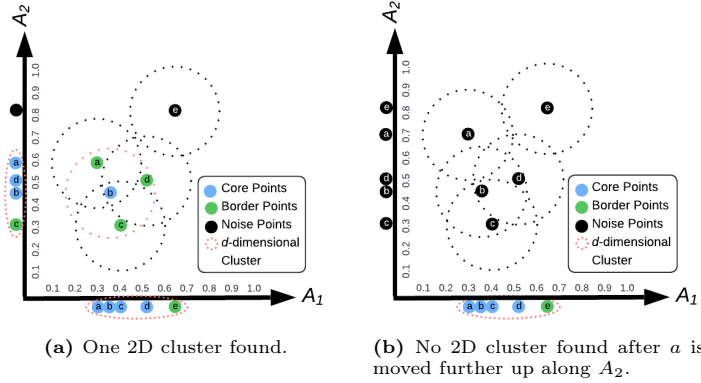 A2
1.0
0.9
0.8
0.7
0.6
0.5
0.4
0.3
0.2
0.1
e
a
a
d
d
b
b
c
c
Core Points
Border Points
Noise Points
d-dimensional
Cluster
0.1 0.2 0.3 0.4 0.5 0.6 0.7 0.8 0.9 1.0
a b c d e
A1
(a) One 2D cluster found.
A2
1.0
0.9
0.8
0.7
0.6
0.5
0.4
0.3
0.2
0.1
e
e
a
a
d
d
b
b
c
c
Core Points
Border Points
Noise Points
d-dimensional
Cluster
0.1 0.2 0.3 0.4 0.5 0.6 0.7 0.8 0.9 1.0
a b c d e
A1
(b) No 2D cluster found after a is
moved further up along A2.